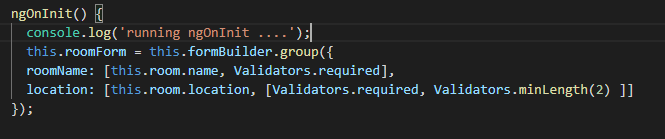 ngOnInit() {
console.log('running ngOnInit ....');
this.roomForm = this.formBuilder.group({
roomName: [this.room.name, Validators.required],
location: [this.room.location, [Validators.required, Validators.minLength(2) ]]
});